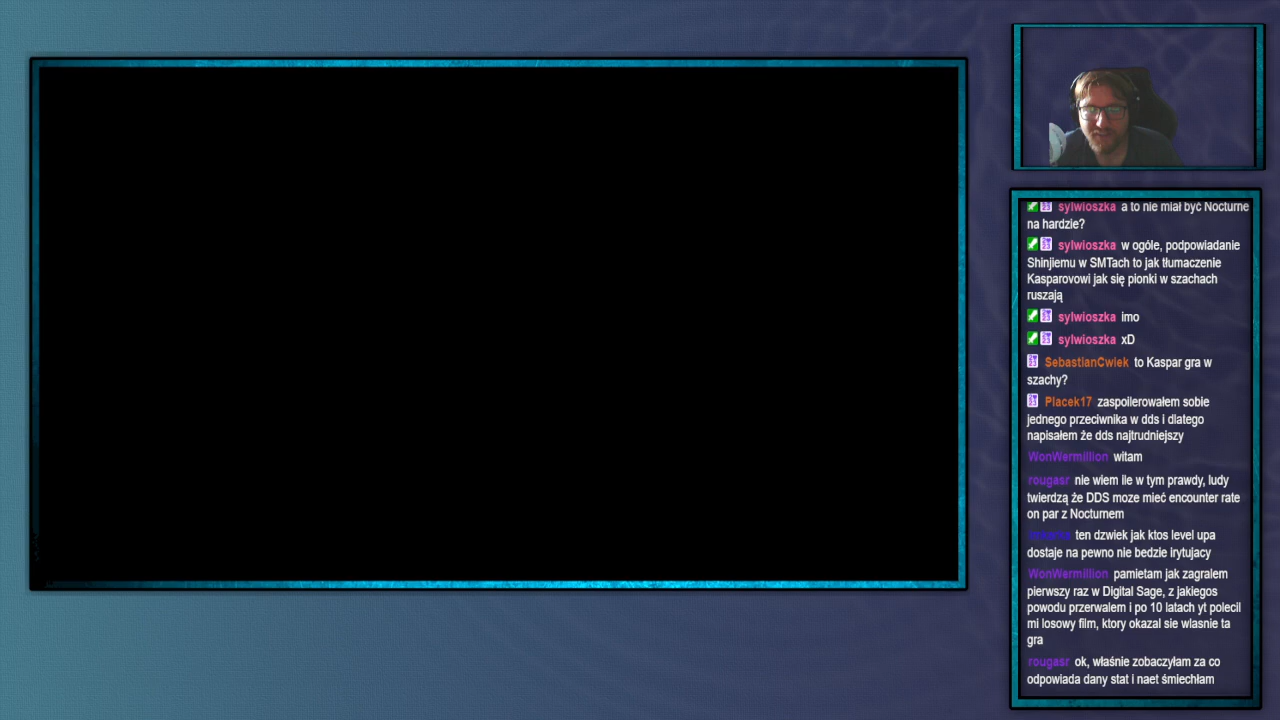 sylwioszka a to nie miał być Nocturne
na hardzie?
sylwioszka w ogóle, podpowiadanie
Shinjiemu w SMTach to jak tłumaczenie
Kasparovowi jak się pionki w szachach
ruszają
sylwioszka imo
sylwioszka xD
SebastianCwiek to Kaspar gra w
szachy?
Placek17 zaspoilerowałem sobie
jednego przeciwnika w dds i dlatego
napisałem że dds najtrudniejszy
WonWermillion witam
rougasr nie wiem ile w tym prawdy, ludy
twierdzą że DDS moze mieć encounter rate
on par z Nocturnem
ten dzwiek jak ktos level upa
dostaje na pewno nie bedzie irytujacy
WonWermillion pamietam jak zagralem
pierwszy raz w Digital Sage, z jakiegos
powodu przerwalem i po 10 latach yt polecil
mi losowy film, ktory okazal sie wlasnie ta
gra
rougasr ok, właśnie zobaczyłam za co
odpowiada dany stat i naet śmiechłam